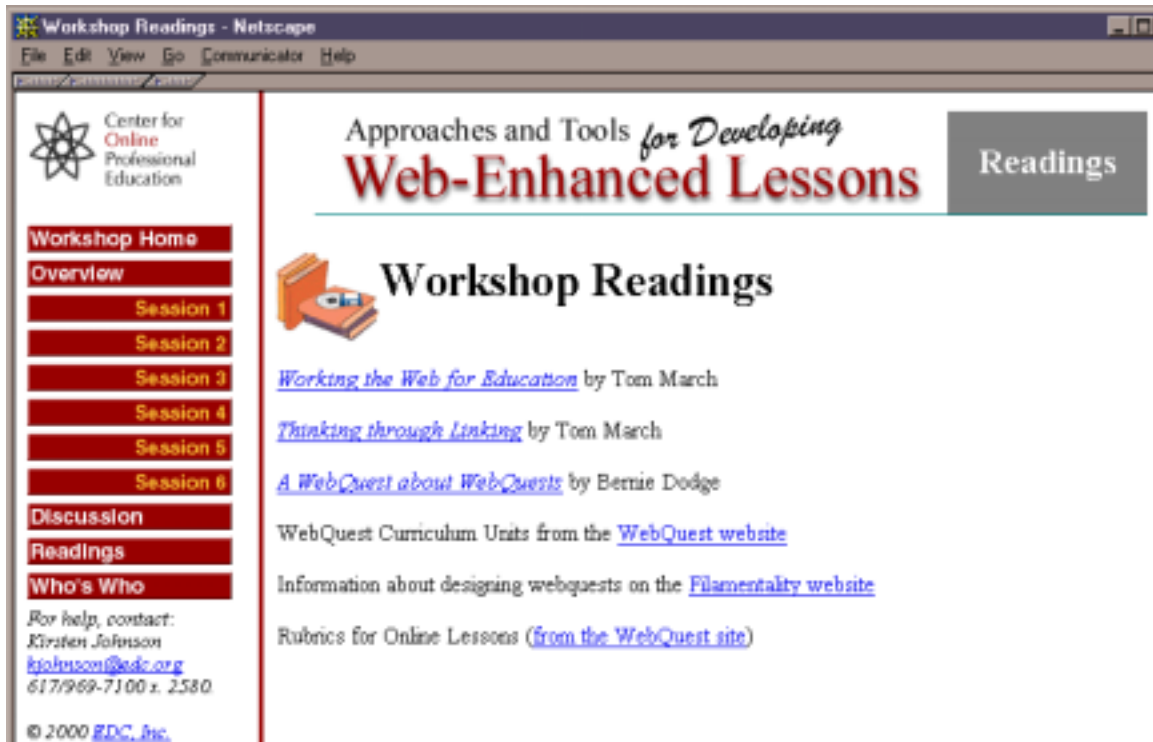 Workshop Readings - Netscape
File Edit View Go Communicator Help
Center for
Online
Professional
Education
Workshop Home
Overview
Session 1
Session 2
Session 3
Session 4
Session 5
Session 6
Discussion
Readings
Who's Who
For help, contact:
Kirsten Johnson
kjohnson@edc.org
617/969-7100 x. 2580.
© 2000 EDC, Inc.
Approaches and Tools for Developing
Web-Enhanced Lessons
Readings
Workshop Readings
Working the Web for Education by Tom March
Thinking through Linking by Tom March
A WebQuest about WebQuests by Bernie Dodge
WebQuest Curriculum Units from the WebQuest website
Information about designing webquests on the Filamentality website
Rubrics for Online Lessons (from the WebQuest site)